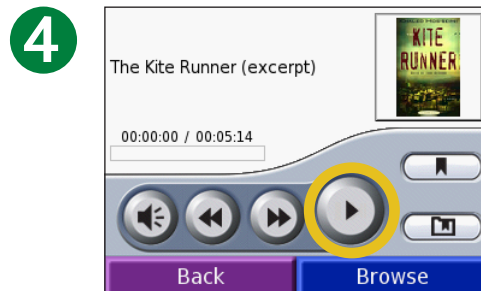 4
KITE
RUNNER
The Kite Runner (excerpt)
00:00:00 / 00:05:14
Back
Browse